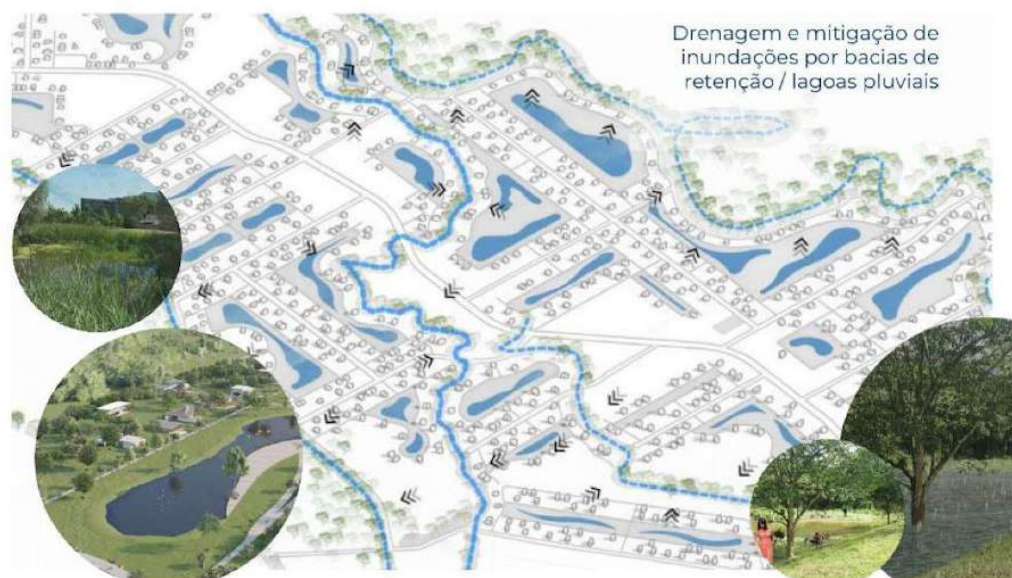 Drenagem e mitigação de
inundações por bacias de
retenção / lagoas pluviais